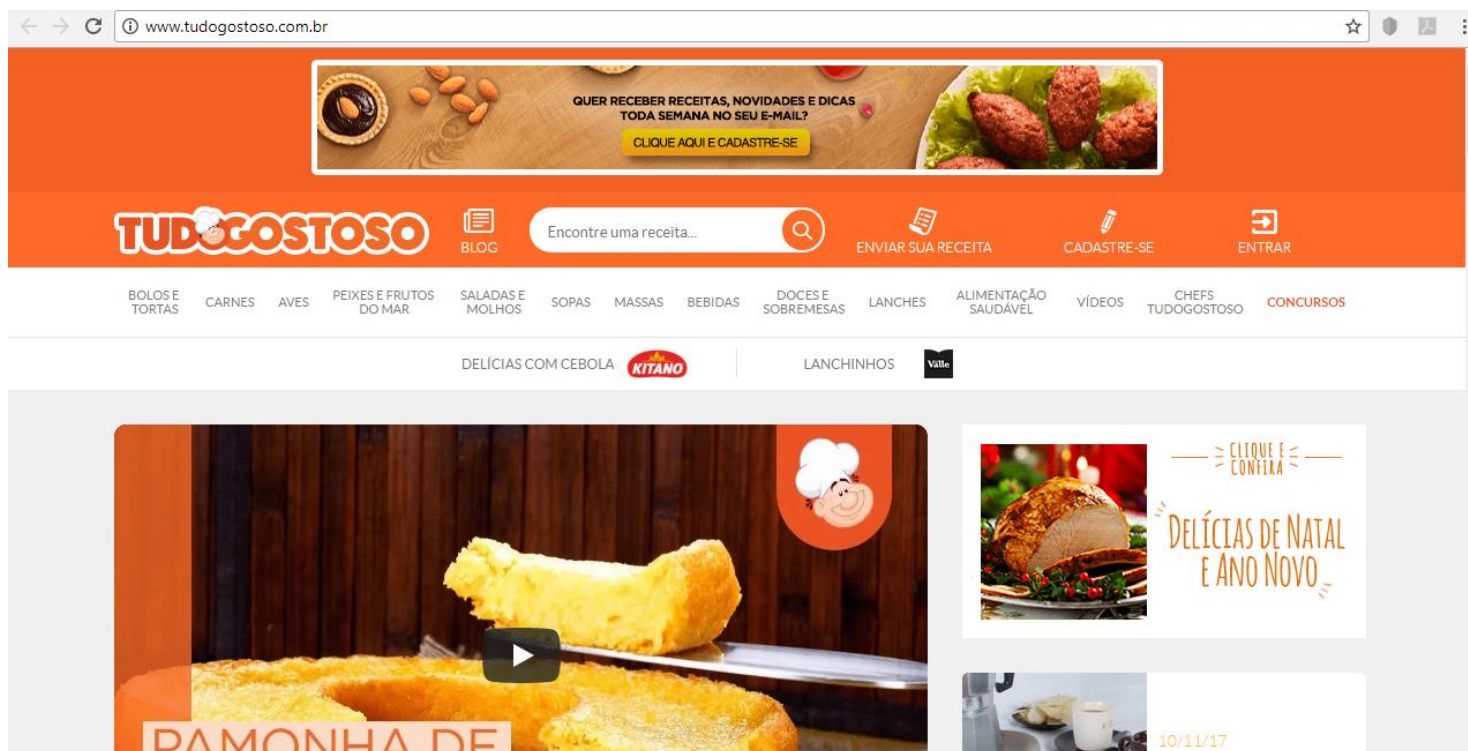 www.tudogostoso.com.br
QUER RECEBER RECEITAS, NOVIDADES E DICAS
TODA SEMANA NO SEU E-MAIL?
CLIQUE AQUI E CADASTRE-SE
TUDOGOSTOSO
BLOG
Encontre uma receita...
ENVIAR SUA RECEITA
CADASTRE-SE
ENTRAR
BOLOS E
TORTAS
CARNES
AVES
PEIXES E FRUTOS
DO MAR
SALADAS E
MOLHOS
SOPAS
MASSAS
BEBIDAS
DOCES E
SOBREMESAS
LANCHES
ALIMENTAÇÃO
SAUDÁVEL
VÍDEOS
CHEFS
TUDOGOSTOSO
CONCURSOS
DELÍCIAS COM CEBOLA
KITANO
LANCHINHOS
Válle
CLIQUE E
CONFIRA
DELÍCIAS DE NATAL
E ANO NOVO
PAMONHA DE
10/11/17